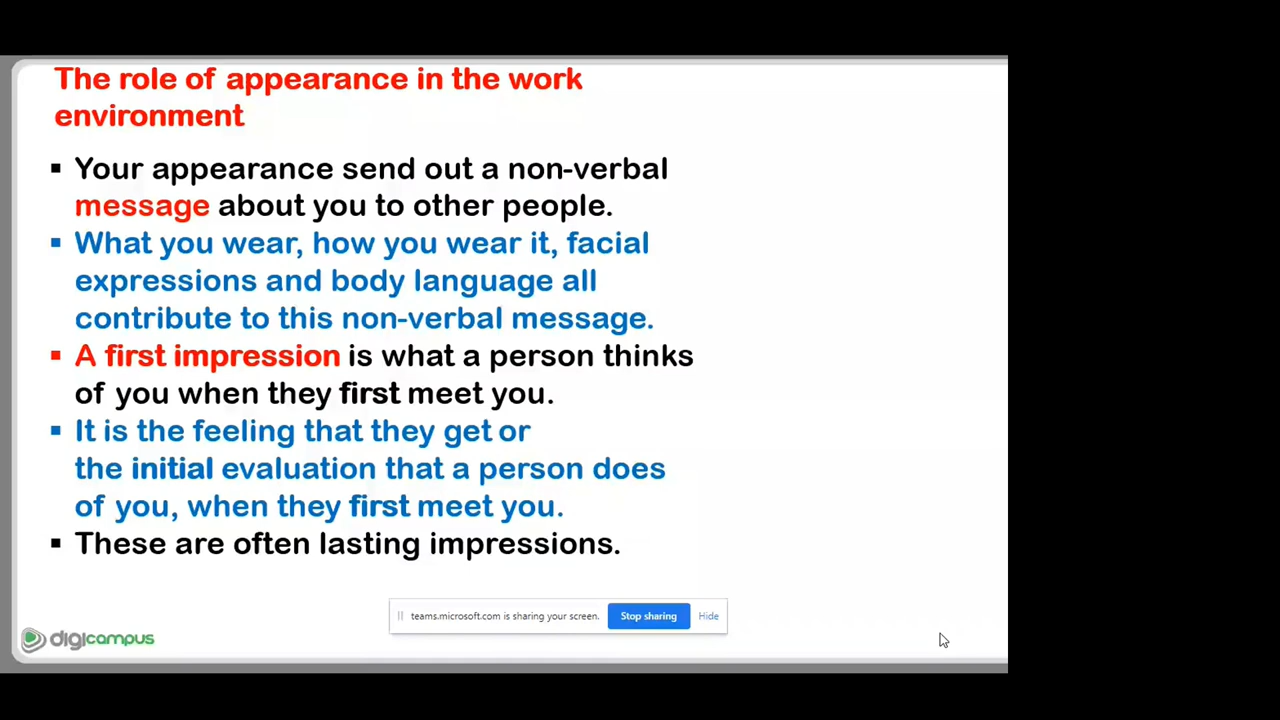 The role of appearance in the work
environment
▪ Your appearance send out a non-verbal
message about you to other people.
▪ What you wear, how you wear it, facial
expressions and body language all
contribute to this non-verbal message.
▪ A first impression is what a person thinks
of you when they first meet you.
▪ It is the feeling that they get or
the initial evaluation that a person does
of you, when they first meet you.
▪ These are often lasting impressions.
teams.microsoft.com is sharing your screen. Stop sharing Hide
digicampus